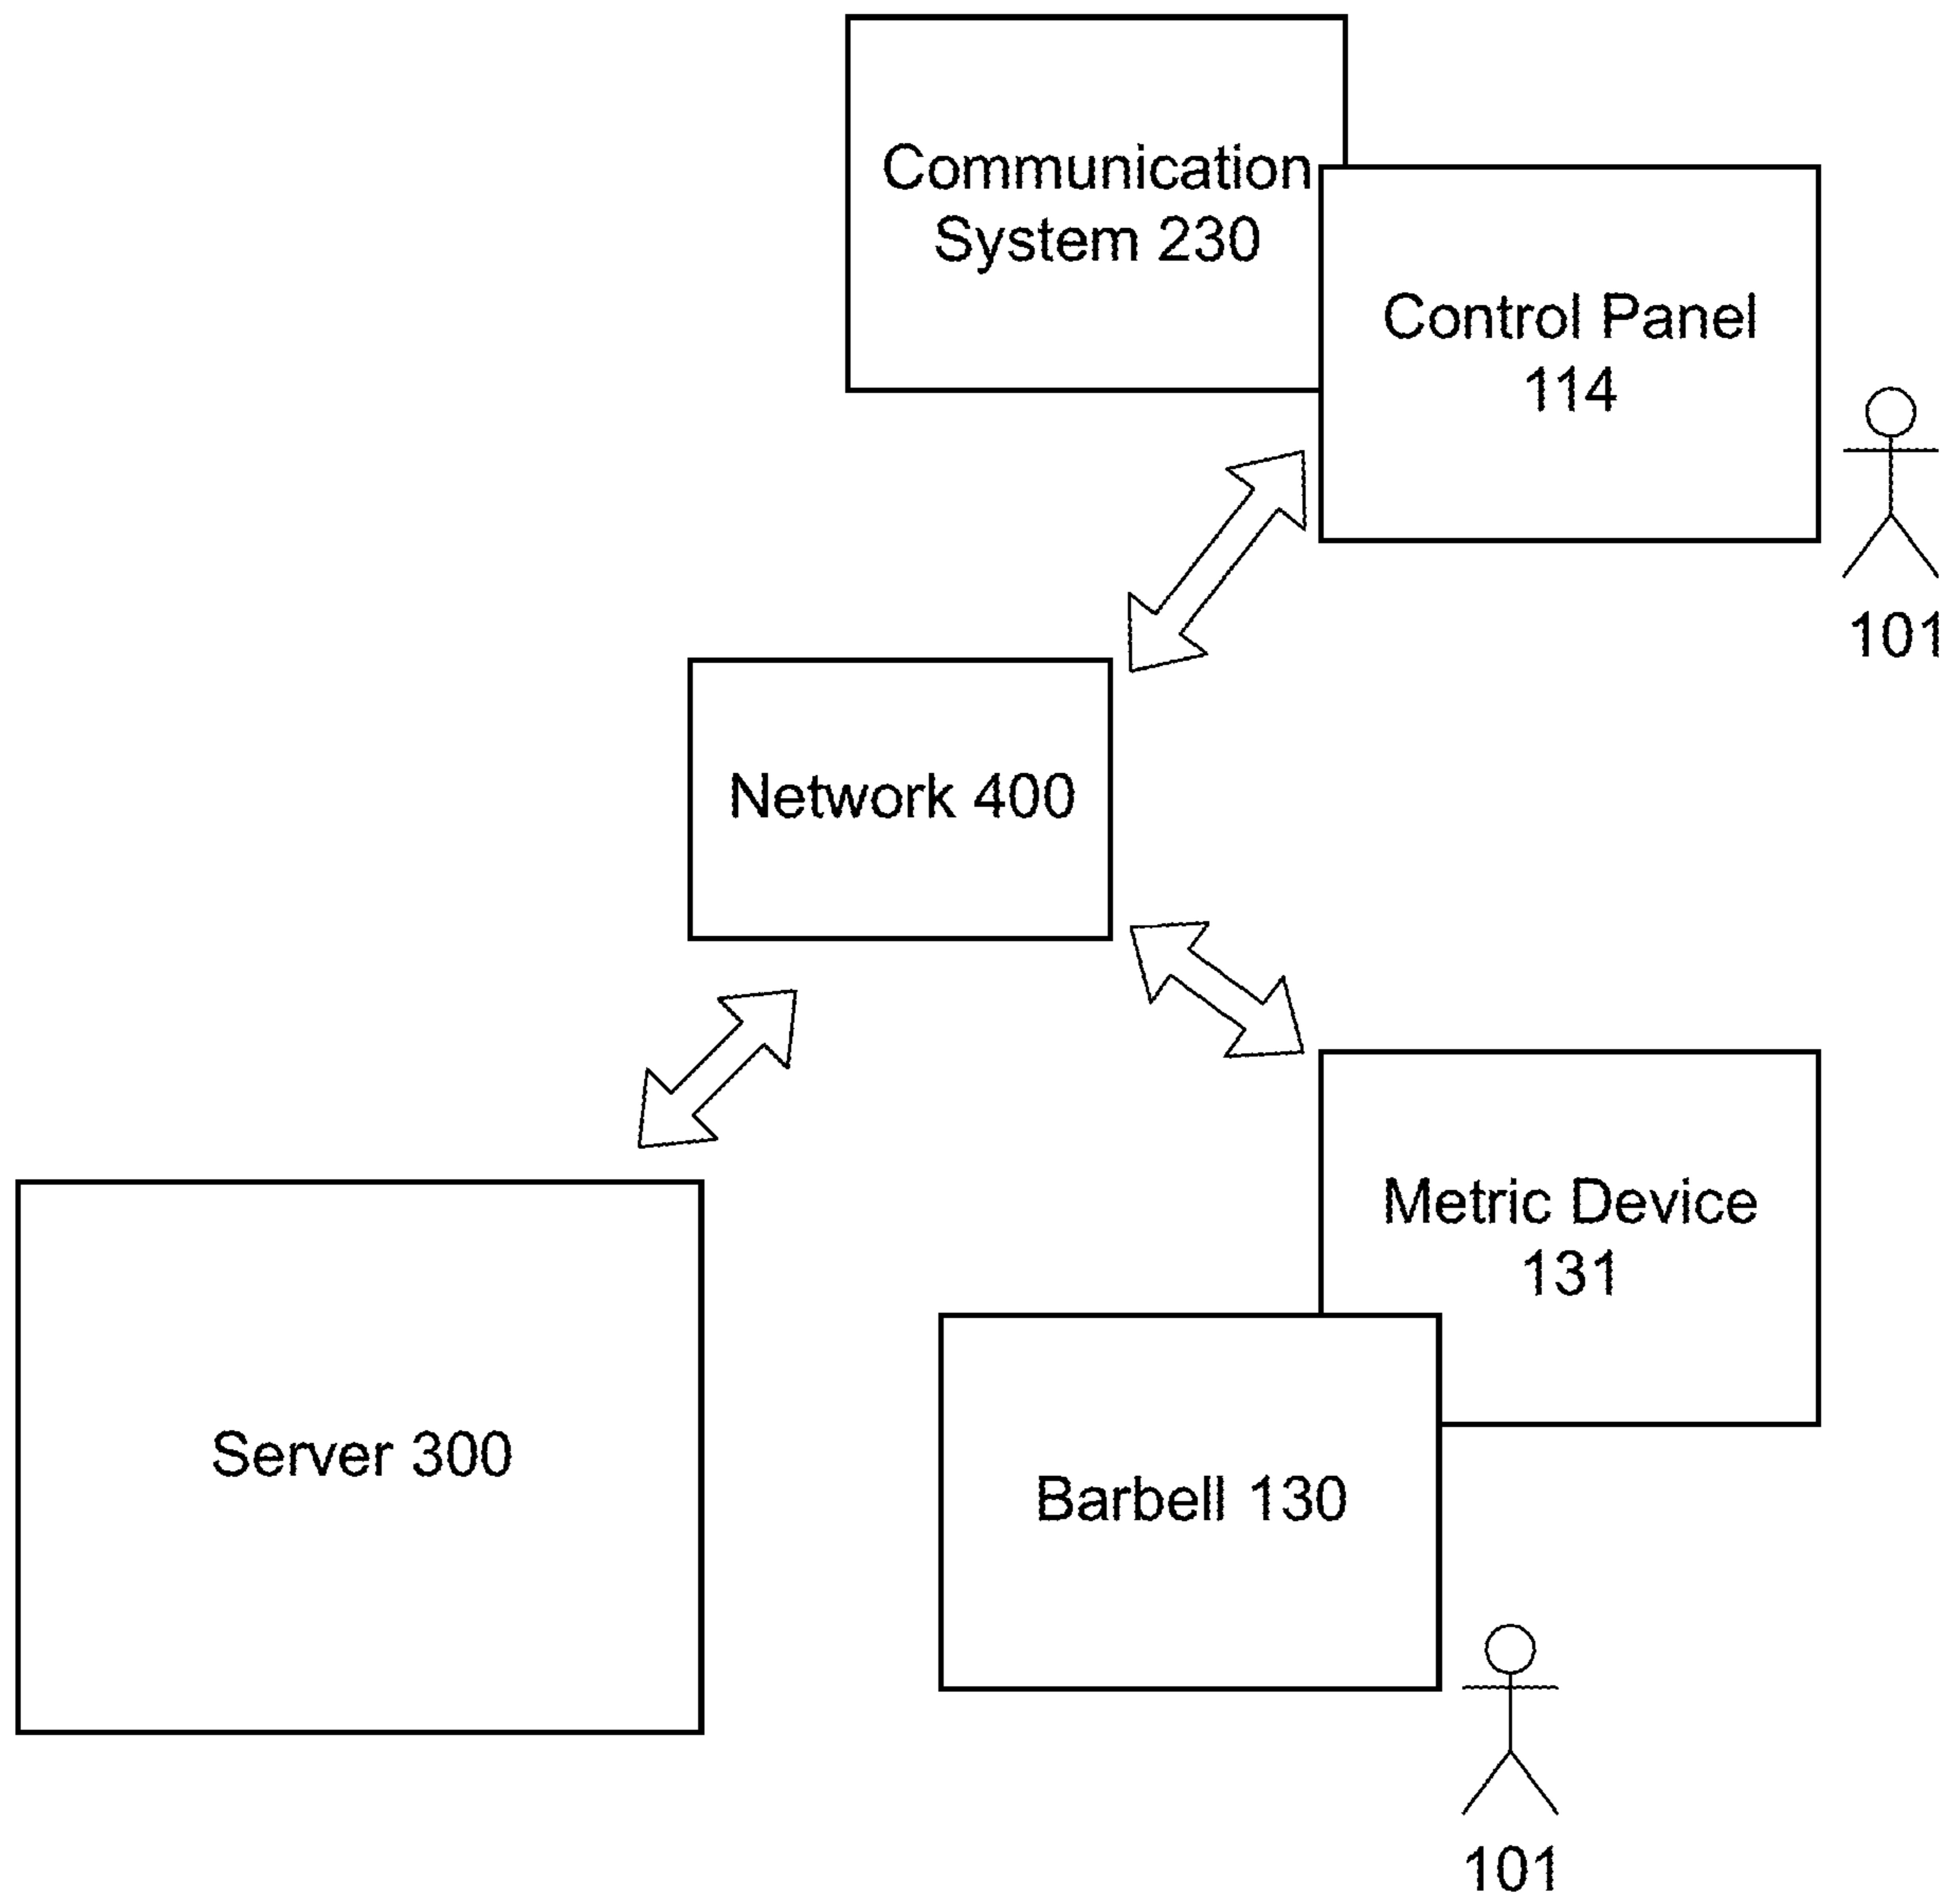 Communication
System 230
Control Panel
114
101
Network 400
Metric Device
131
Server 300
Barbell 130
101